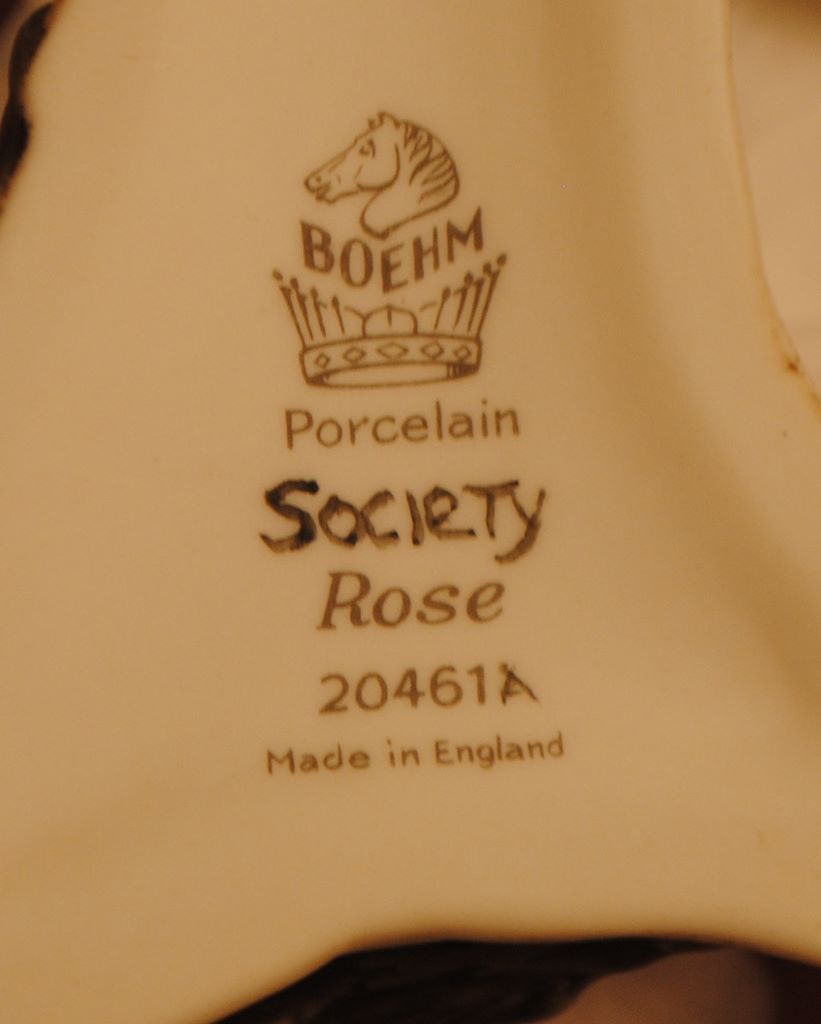 BOEHM
Porcelain
SocieTy
Rose
20461A
Made in England